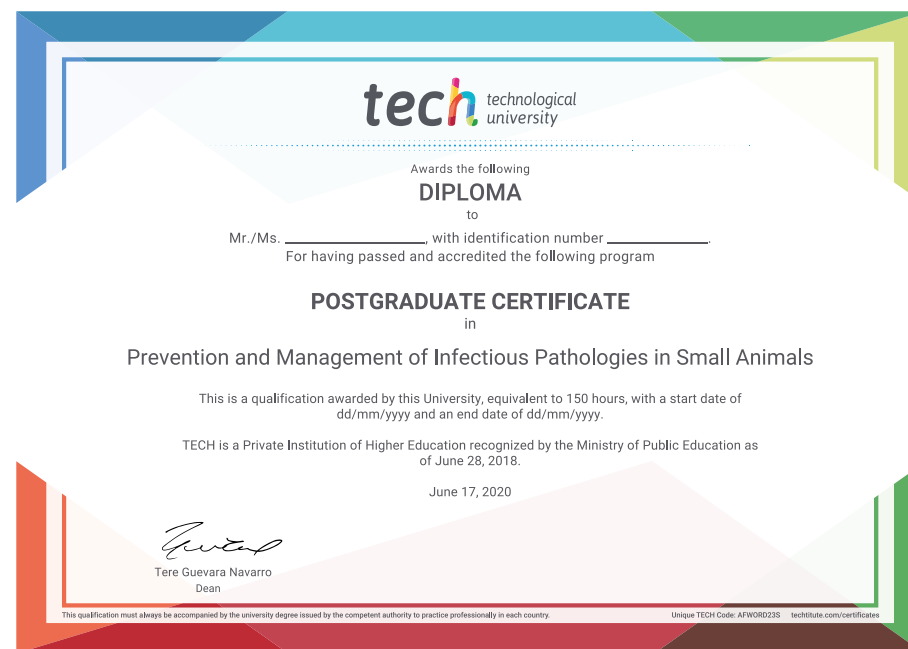 tech technological
university
Awards the following
DIPLOMA
to
Mr./Ms. ____________________, with identification number ______________.
For having passed and accredited the following program
POSTGRADUATE CERTIFICATE
in
Prevention and Management of Infectious Pathologies in Small Animals
This is a qualification awarded by this University, equivalent to 150 hours, with a start date of
dd/mm/yyyy and an end date of dd/mm/yyyy.
TECH is a Private Institution of Higher Education recognized by the Ministry of Public Education as
of June 28, 2018.
June 17, 2020
Tere Guevara Navarro
Dean
This qualification must always be accompanied by the university degree issued by the competent authority to practice professionally in each country. Unique TECH Code: AFWORD23S techtitute.com/certificates